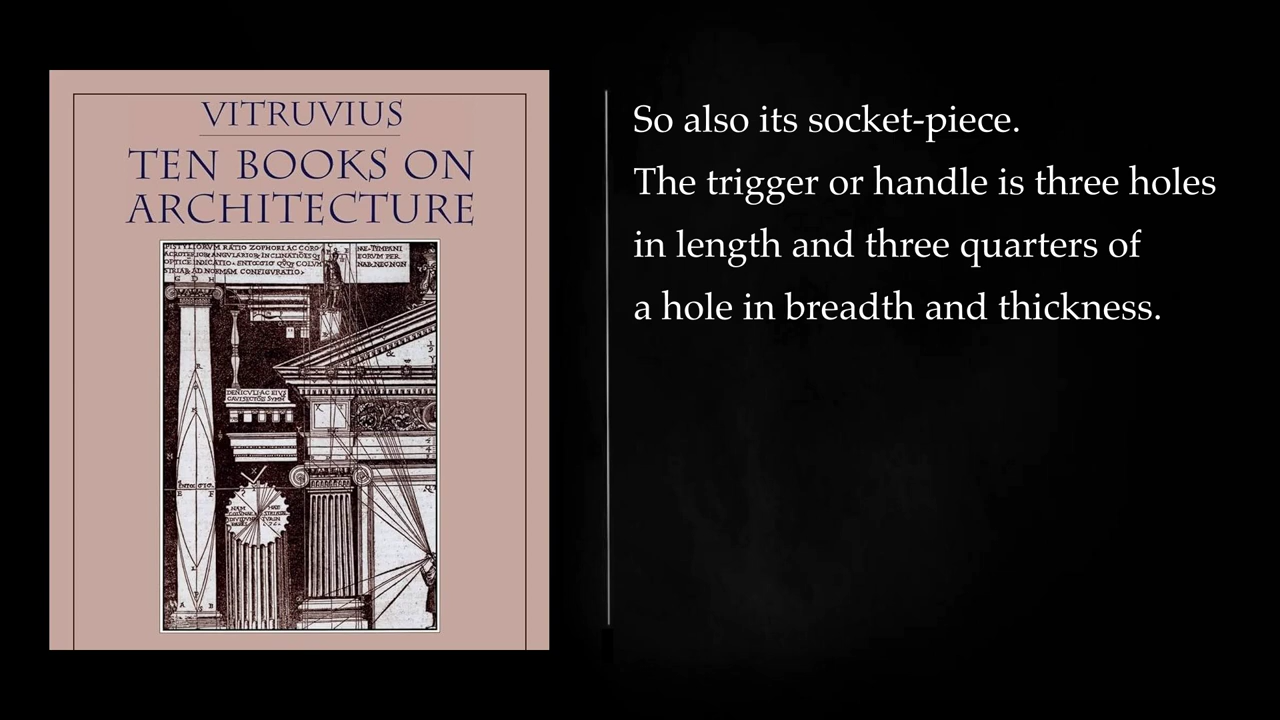 VITRUVIUS
TEN BOOKS ON
ARCHITECTURE
So also its socket-piece.
The trigger or handle is three holes
in length and three quarters of
a hole in breadth and thickness.